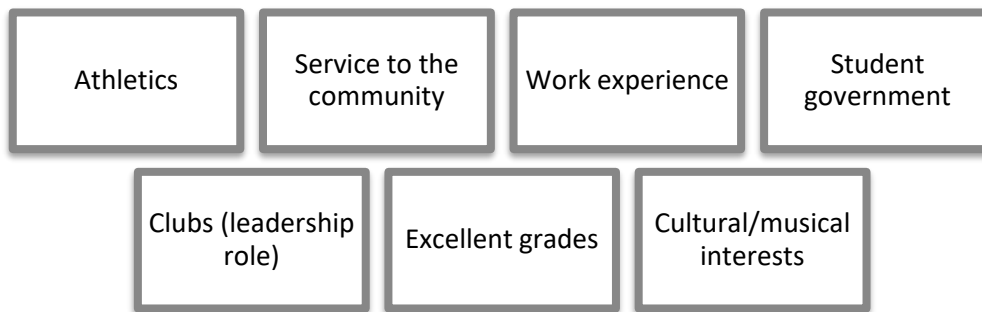 Athletics
Service to the
community
Work experience
Student
government
Clubs (leadership
role)
Excellent grades
Cultural/musical
interests